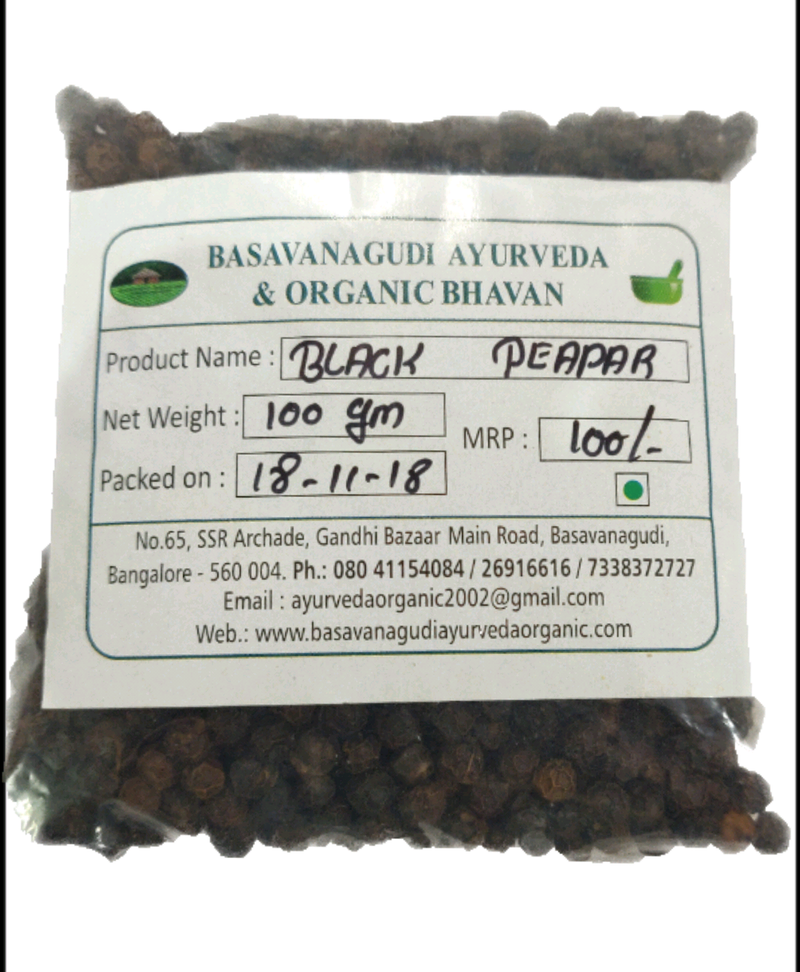 BASAVANAGUDI AYURVEDA
& ORGANIC BHAVAN
Product Name : BLACK PEAPAR
Net Weight : 100 gm
MRP : 100/-
Packed on : 18-11-18
No.65, SSR Archade, Gandhi Bazaar Main Road, Basavanagudi,
Bangalore - 560 004. Ph.: 080 41154084 / 26916616 / 7338372727
Email : ayurvedaorganic2002@gmail.com
Web.: www.basavanagudiayurvedaorganic.com